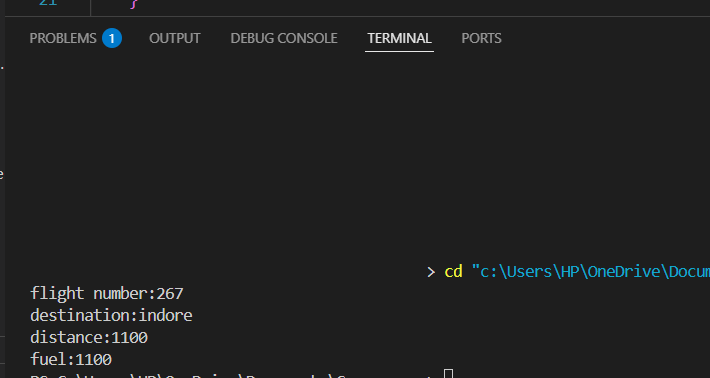 21 }
PROBLEMS 1 OUTPUT DEBUG CONSOLE TERMINAL PORTS
> cd "c:\Users\HP\OneDrive\Docum
flight number:267
destination:indore
distance:1100
fuel:1100